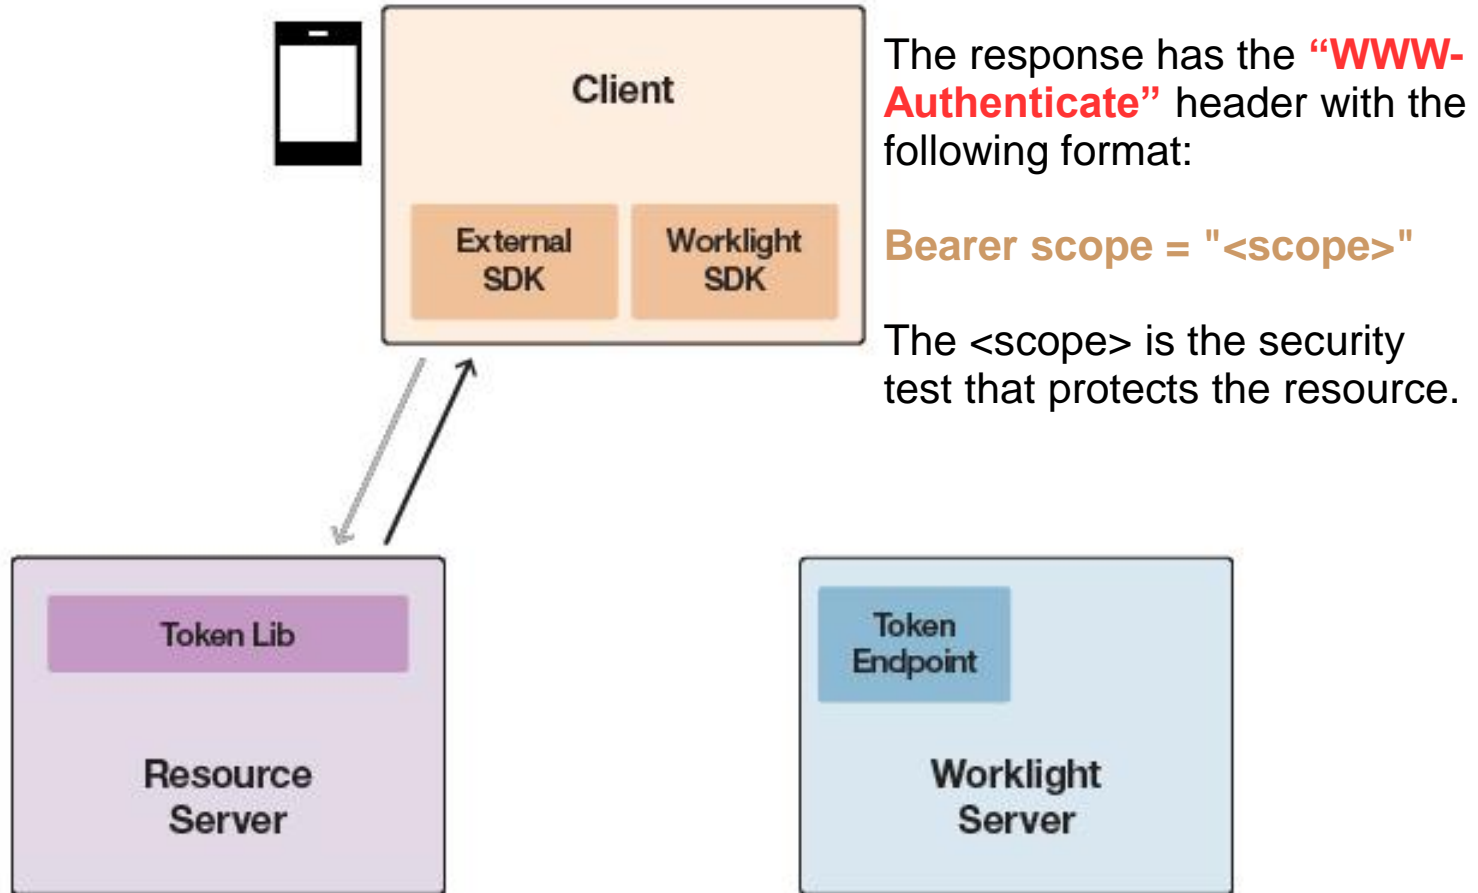 Client
External
SDK
Worklight
SDK
The response has the “WWW-
Authenticate” header with the
following format:
Bearer scope = "<scope>"
The <scope> is the security
test that protects the resource.
Token Lib
Resource
Server
Token
Endpoint
Worklight
Server